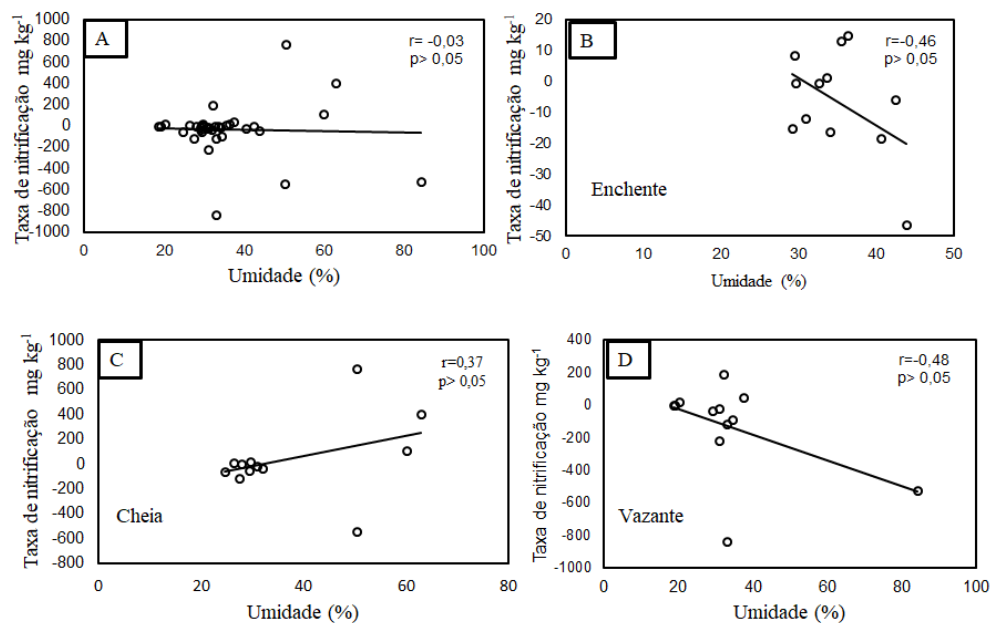 A
r= -0,03
p> 0,05
Taxa de nitrificação mg kg-1
1000
800
600
400
200
0
-200
-400
-600
-800
-1000
0 20 40 60 80 100
Umidade (%)
B
r=-0,46
p> 0,05
Taxa de nitrificação mg kg-1
20
10
0
-10
-20
-30
-40
-50
Enchente
0 10 20 30 40 50
Umidade (%)
C
r=0,37
p> 0,05
Taxa de nitrificação mg kg-1
1000
800
600
400
200
0
-200
-400
-600
-800
Cheia
0 20 40 60 80
Umidade (%)
D
r=-0,48
p> 0,05
Taxa de nitrificação mg kg-1
400
200
0
-200
-400
-600
-800
-1000
Vazante
0 20 40 60 80 100
Umidade (%)